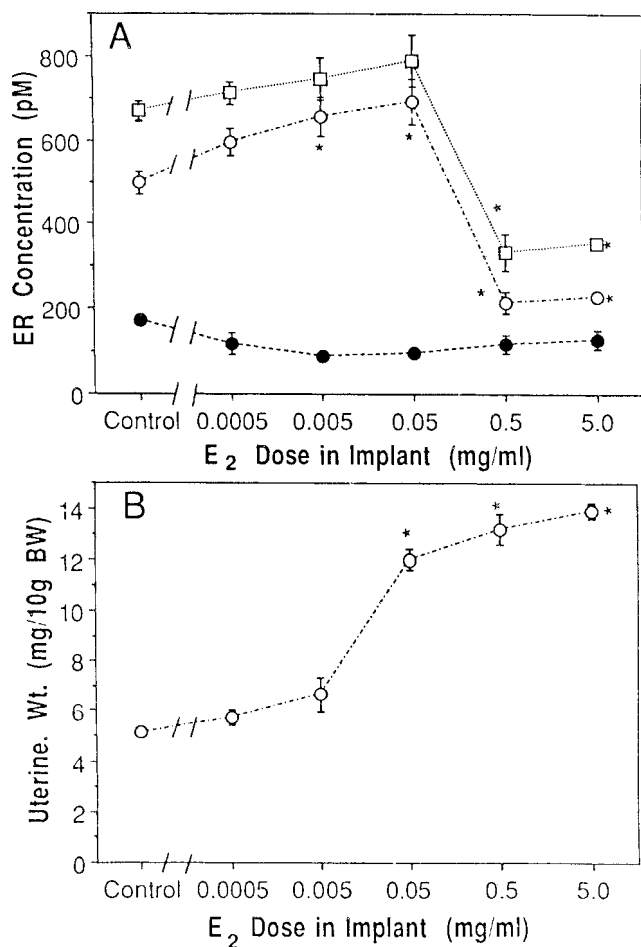 A
800
600
400
200
0
ER Concentration (pM)
* * * * * *
Control 0.0005 0.005 0.05 0.5 5.0
E₂ Dose in Implant (mg/ml)
B
14
12
10
8
6
4
2
0
Uterine. Wt. (mg/10g BW)
* * *
Control 0.0005 0.005 0.05 0.5 5.0
E₂ Dose in Implant (mg/ml)